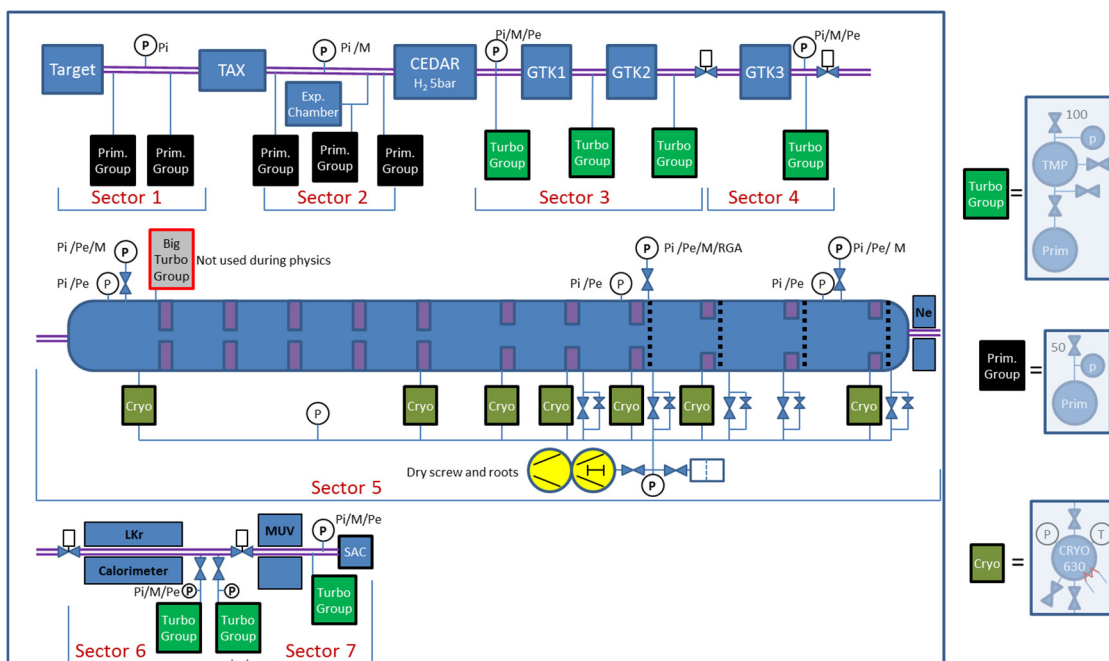 P Pi
P Pi /M
Pi/M/Pe
P
Pi/M/Pe
P
Target
TAX
CEDAR
H₂ 5bar
GTK1
GTK2
GTK3
Exp.
Chamber
Prim.
Group
Prim.
Group
Prim.
Group
Prim.
Group
Prim.
Group
Turbo
Group
Turbo
Group
Turbo
Group
Turbo
Group
Sector 1
Sector 2
Sector 3
Sector 4
Pi /Pe/M P
Pi /Pe P
Big
Turbo
Group
Not used during physics
P Pi /Pe/M/RGA
Pi /Pe P
P Pi /Pe/ M
Pi /Pe P
Ne
Cryo
P
Cryo
Cryo
Cryo
Cryo
Cryo
Cryo
Dry screw and roots
P
Sector 5
LKr
Calorimeter
MUV
P Pi/M/Pe
SAC
Pi/M/Pe P
P
Turbo
Group
Turbo
Group
Turbo
Group
Sector 6
Sector 7
Turbo
Group
=
100
p
TMP
Prim
Prim.
Group
=
50
p
Prim
Cryo
=
P
T
CRYO
630